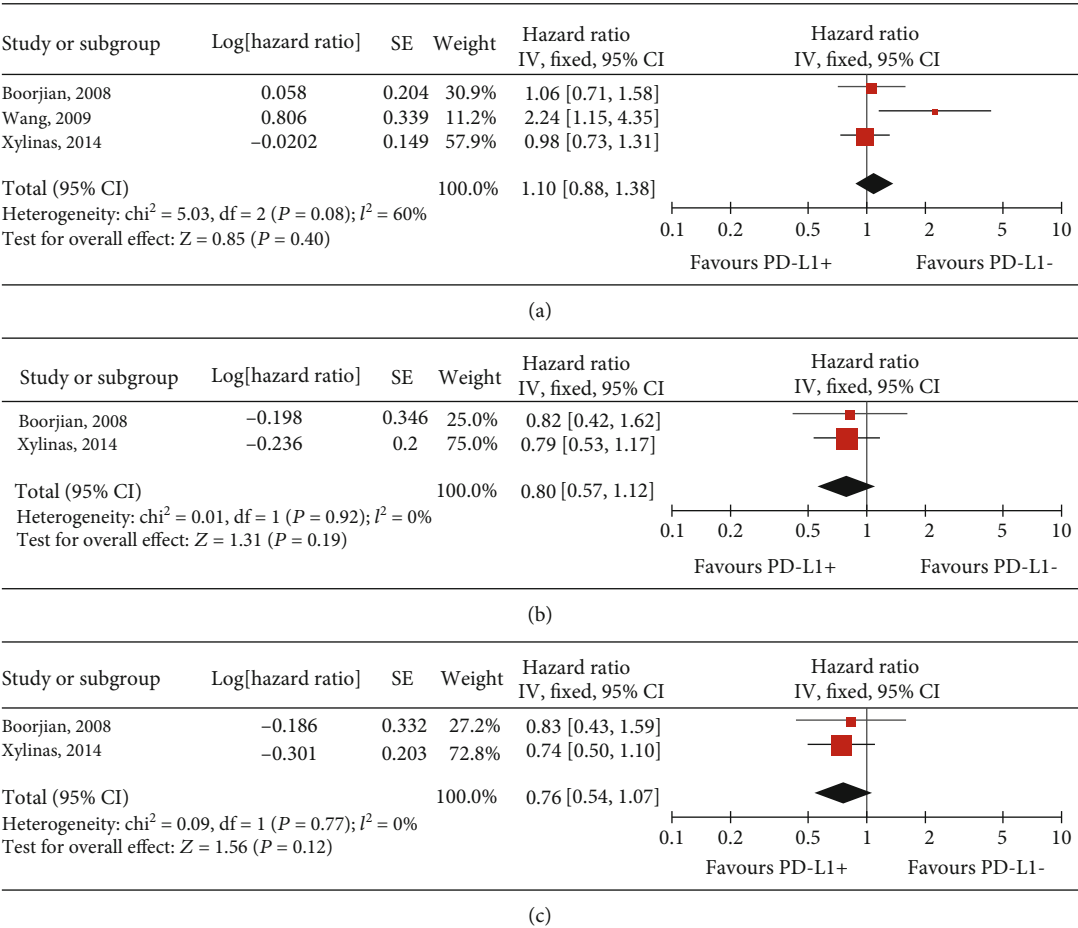 Study or subgroup Log[hazard ratio] SE Weight Hazard ratio Hazard ratio
IV, fixed, 95% CI IV, fixed, 95% CI
Boorjian, 2008 0.058 0.204 30.9% 1.06 [0.71, 1.58]
Wang, 2009 0.806 0.339 11.2% 2.24 [1.15, 4.35]
Xylinas, 2014 –0.0202 0.149 57.9% 0.98 [0.73, 1.31]
Total (95% CI) 100.0% 1.10 [0.88, 1.38]
Heterogeneity: chi² = 5.03, df = 2 (P = 0.08); I² = 60%
Test for overall effect: Z = 0.85 (P = 0.40)
0.1 0.2 0.5 1 2 5 10
Favours PD-L1+ Favours PD-L1-
(a)
Study or subgroup Log[hazard ratio] SE Weight Hazard ratio Hazard ratio
IV, fixed, 95% CI IV, fixed, 95% CI
Boorjian, 2008 –0.198 0.346 25.0% 0.82 [0.42, 1.62]
Xylinas, 2014 –0.236 0.2 75.0% 0.79 [0.53, 1.17]
Total (95% CI) 100.0% 0.80 [0.57, 1.12]
Heterogeneity: chi² = 0.01, df = 1 (P = 0.92); I² = 0%
Test for overall effect: Z = 1.31 (P = 0.19)
0.1 0.2 0.5 1 2 5 10
Favours PD-L1+ Favours PD-L1-
(b)
Study or subgroup Log[hazard ratio] SE Weight Hazard ratio Hazard ratio
IV, fixed, 95% CI IV, fixed, 95% CI
Boorjian, 2008 –0.186 0.332 27.2% 0.83 [0.43, 1.59]
Xylinas, 2014 –0.301 0.203 72.8% 0.74 [0.50, 1.10]
Total (95% CI) 100.0% 0.76 [0.54, 1.07]
Heterogeneity: chi² = 0.09, df = 1 (P = 0.77); I² = 0%
Test for overall effect: Z = 1.56 (P = 0.12)
0.1 0.2 0.5 1 2 5 10
Favours PD-L1+ Favours PD-L1-
(c)